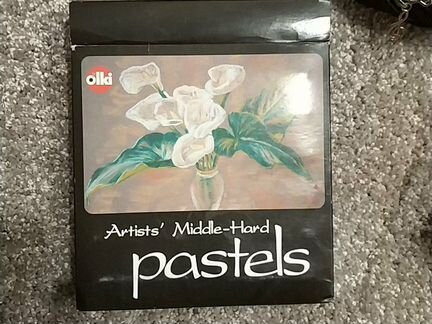 olki
Artists' Middle-Hard
pastels